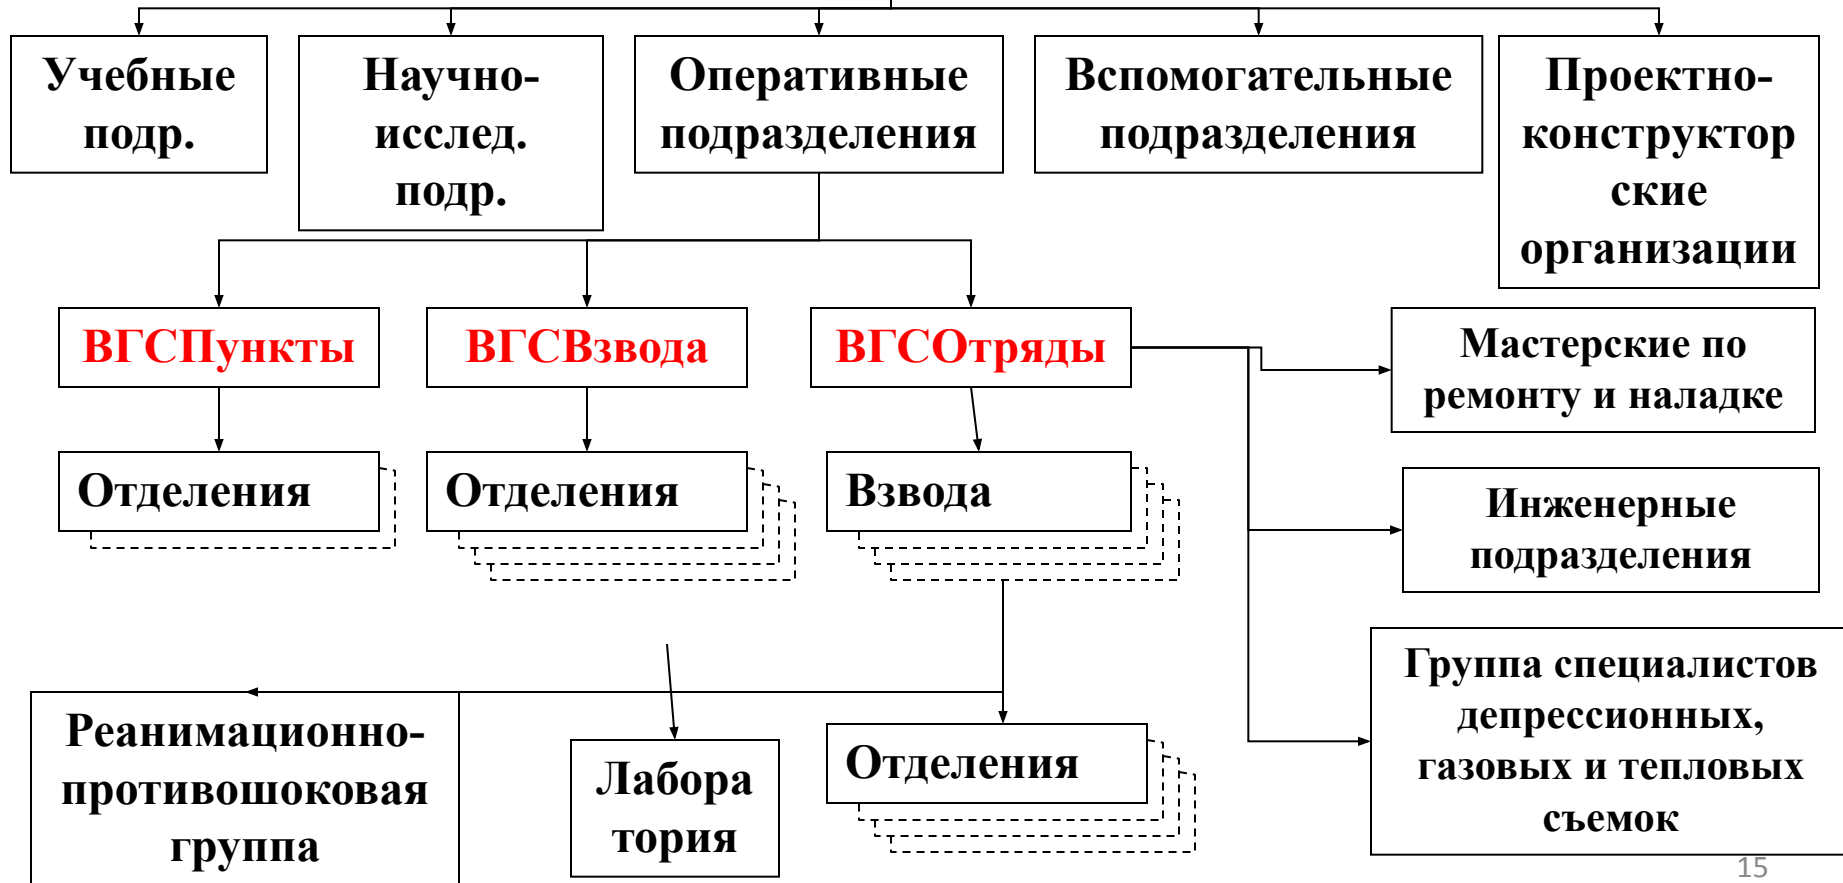 Учебные
подр.
Научно-
исслед.
подр.
Оперативные
подразделения
Вспомогательные
подразделения
Проектно-
конструктор
ские
организации
ВГСПункты
ВГСВзвода
ВГСОтряды
Мастерские по
ремонту и наладке
Отделения
Отделения
Взвода
Инженерные
подразделения
Реанимационно-
противошоковая
группа
Лабора
тория
Отделения
Группа специалистов
депрессионных,
газовых и тепловых
съемок
15